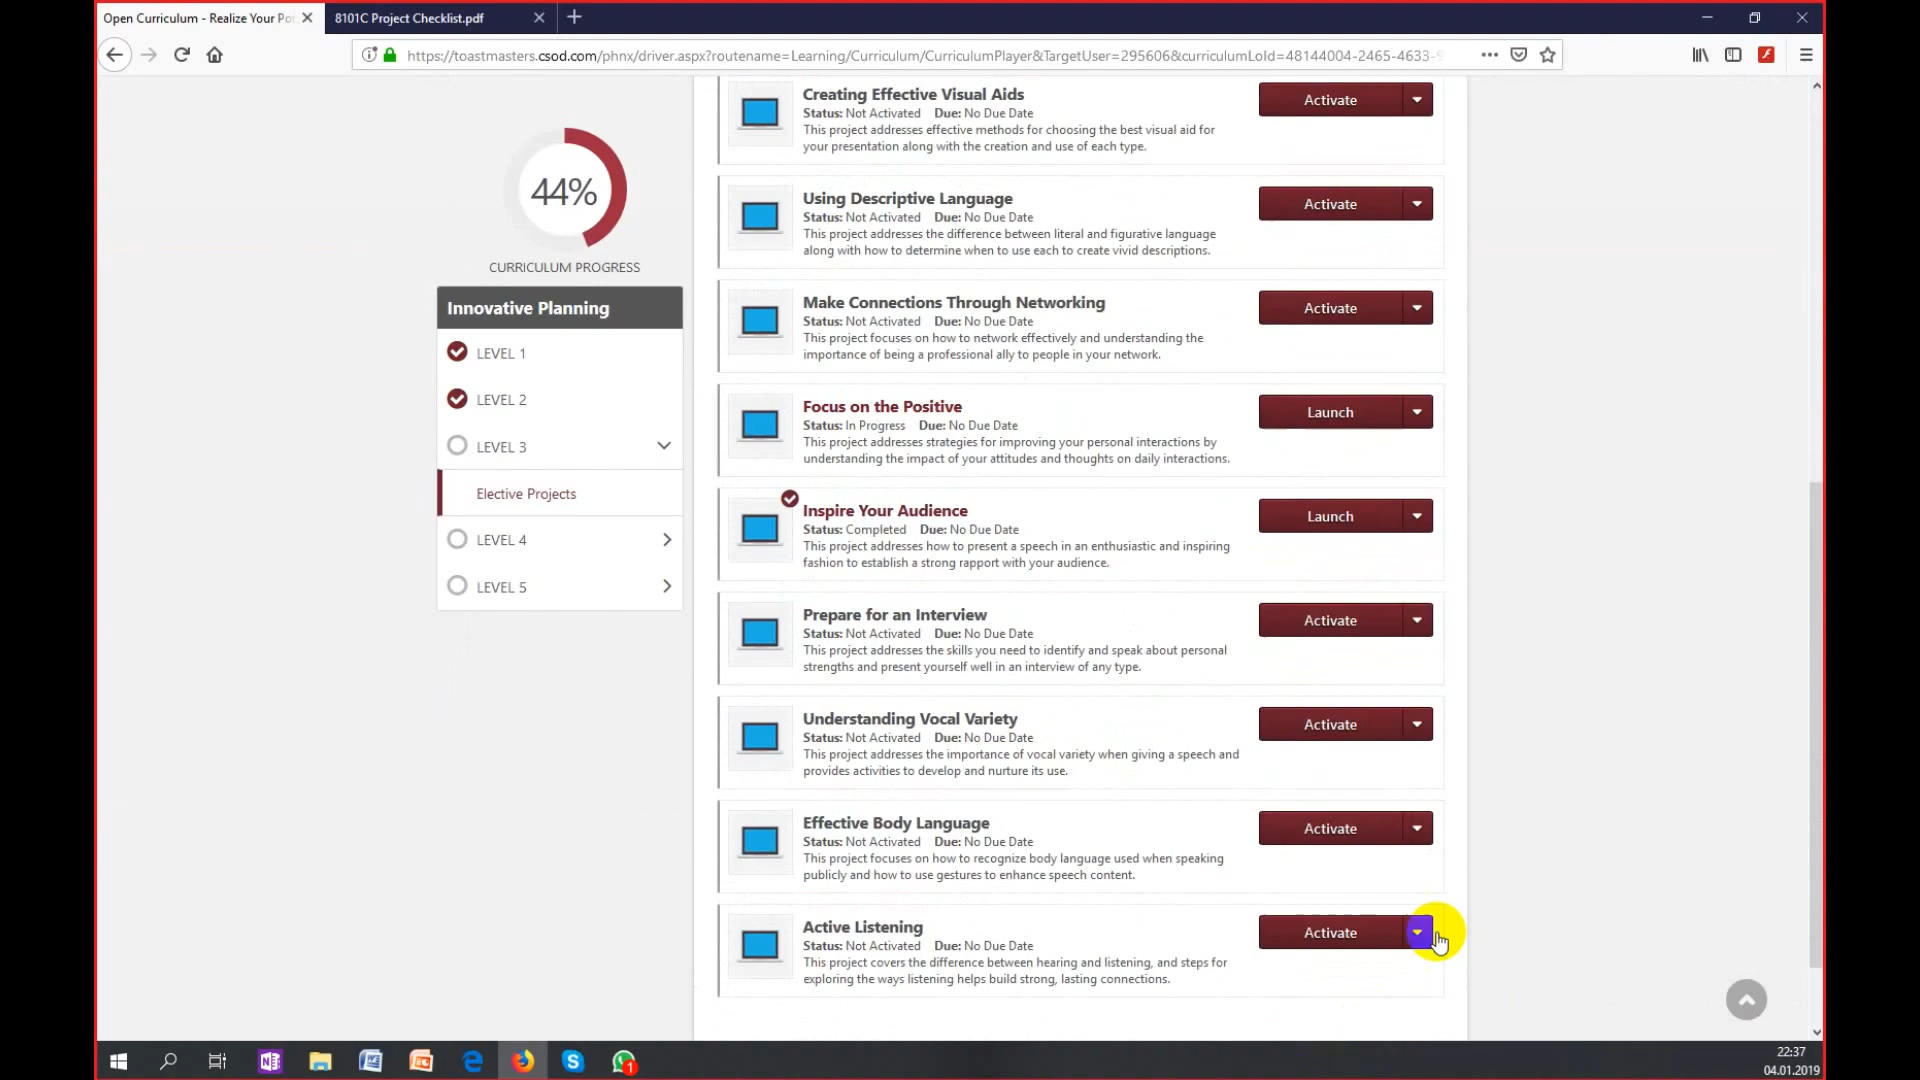 Open Curriculum - Realize Your Po
8101C Project Checklist.pdf
https://toastmasters.csod.com/phnx/driver.aspx?routename=Learning/Curriculum/CurriculumPlayer&TargetUser=295606&curriculumLoId=48144004-2465-4633-9
44%
CURRICULUM PROGRESS
Innovative Planning
LEVEL 1
LEVEL 2
LEVEL 3
Elective Projects
LEVEL 4
LEVEL 5
Creating Effective Visual Aids
Status: Not Activated Due: No Due Date
This project addresses effective methods for choosing the best visual aid for
your presentation along with the creation and use of each type.
Activate
Using Descriptive Language
Status: Not Activated Due: No Due Date
This project addresses the difference between literal and figurative language
along with how to determine when to use each to create vivid descriptions.
Activate
Make Connections Through Networking
Status: Not Activated Due: No Due Date
This project focuses on how to network effectively and understanding the
importance of being a professional ally to people in your network.
Activate
Focus on the Positive
Status: In Progress Due: No Due Date
This project addresses strategies for improving your personal interactions by
understanding the impact of your attitudes and thoughts on daily interactions.
Launch
Inspire Your Audience
Status: Completed Due: No Due Date
This project addresses how to present a speech in an enthusiastic and inspiring
fashion to establish a strong rapport with your audience.
Launch
Prepare for an Interview
Status: Not Activated Due: No Due Date
This project addresses the skills you need to identify and speak about personal
strengths and present yourself well in an interview of any type.
Activate
Understanding Vocal Variety
Status: Not Activated Due: No Due Date
This project addresses the importance of vocal variety when giving a speech and
provides activities to develop and nurture its use.
Activate
Effective Body Language
Status: Not Activated Due: No Due Date
This project focuses on how to recognize body language used when speaking
publicly and how to use gestures to enhance speech content.
Activate
Active Listening
Status: Not Activated Due: No Due Date
This project covers the difference between hearing and listening, and steps for
exploring the ways listening helps build strong, lasting connections.
Activate
1
22:37
04.01.2019